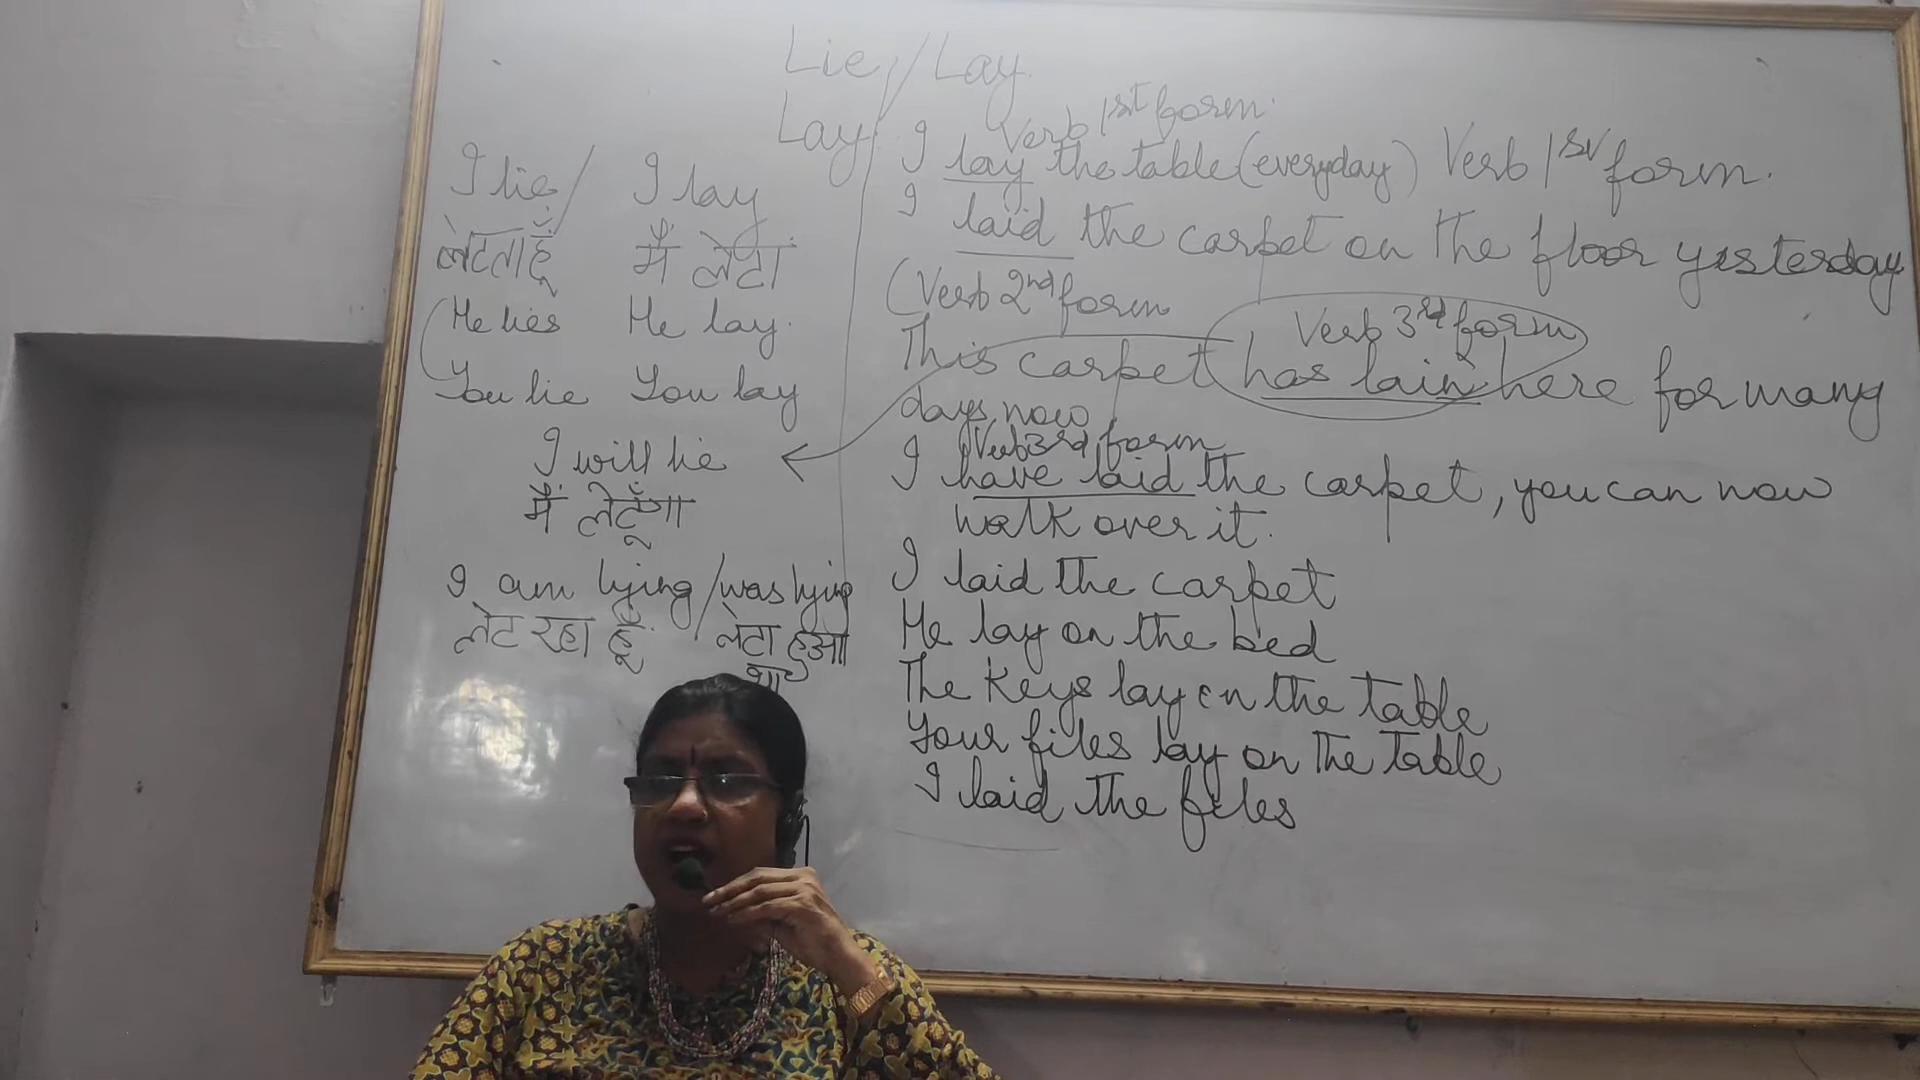 Lie / Lay
Lay
I lie / I lay
लेटता हूँ मैं लेटा
He lies He lay.
You lie You lay
I will lie
मैं लेटूँगा
I am lying / was lying
लेट रहा हूँ लेटा हुआ
था
Verb 1st form.
I lay the table (everyday) Verb 1st form.
I laid the carpet on the floor yesterday
(Verb 2nd form
Verb 3rd form
This carpet has lain here for many
days now
Verb 3rd form
I have laid the carpet, you can now
walk over it.
I laid the carpet
He lay on the bed
The keys lay on the table
Your files lay on the table
I laid the files